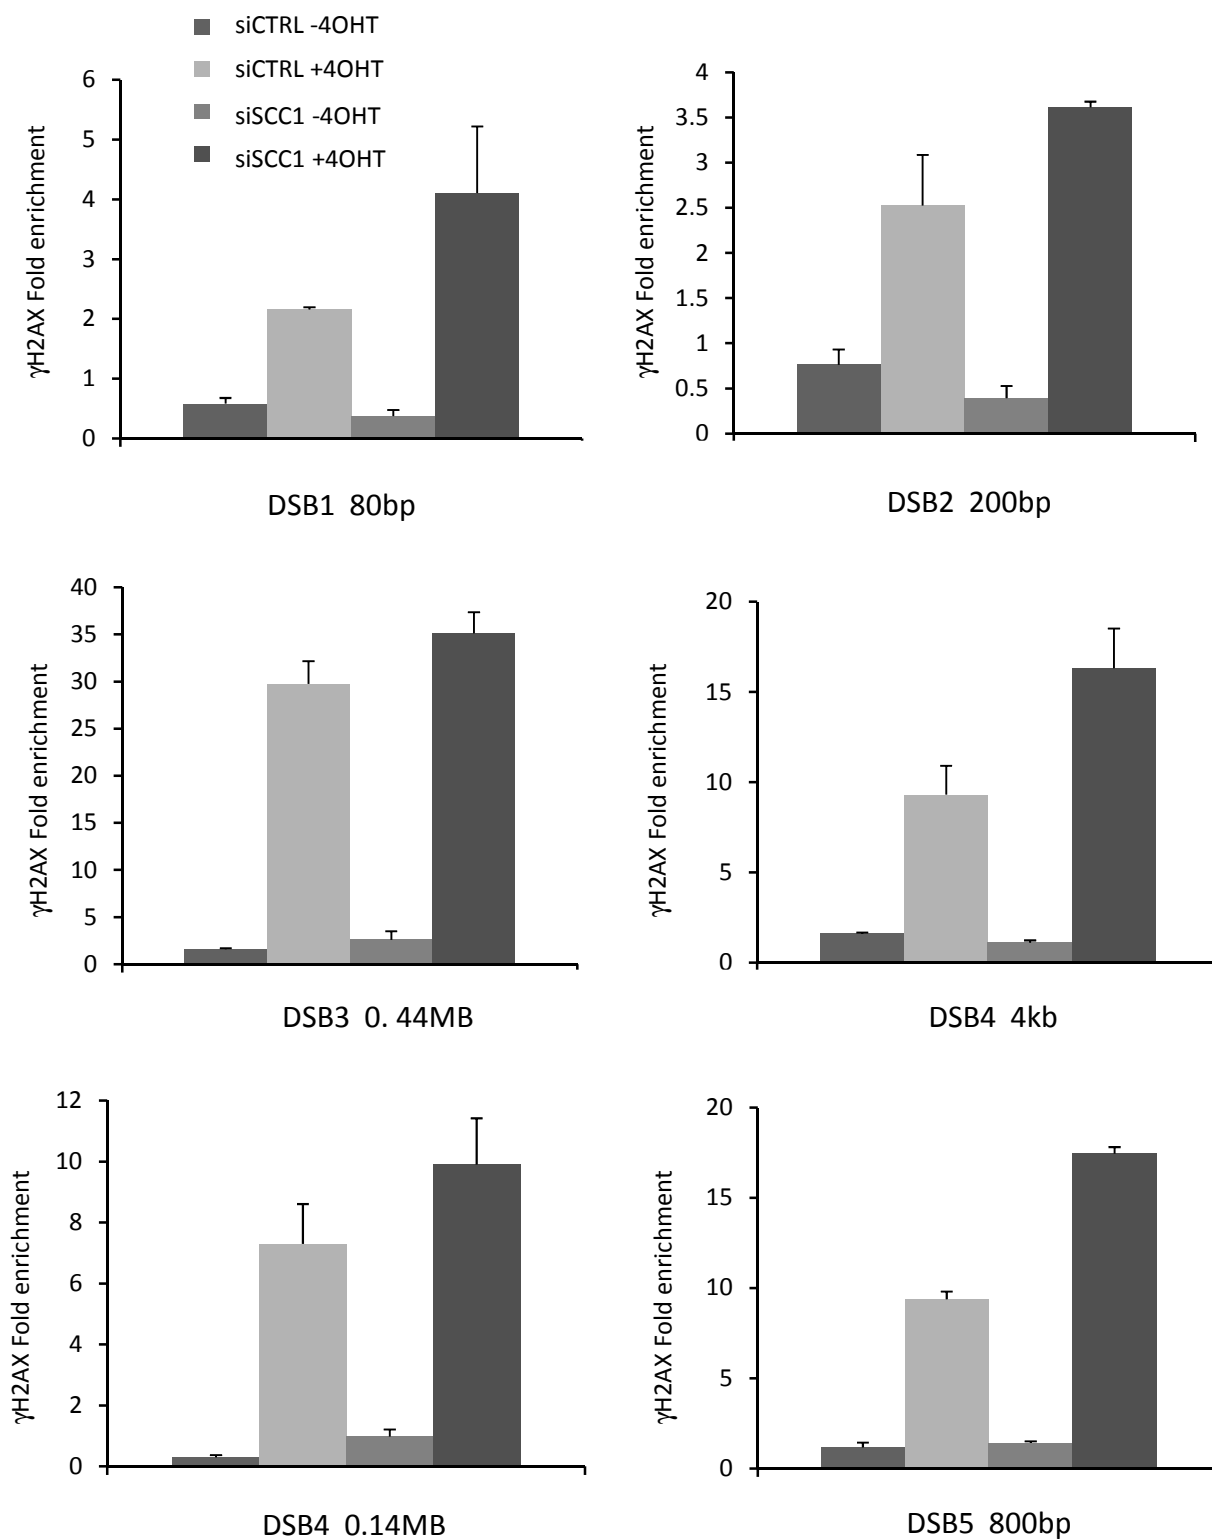 siCTRL -4OHT
siCTRL +4OHT
siSCC1 -4OHT
siSCC1 +4OHT
γH2AX Fold enrichment
6
5
4
3
2
1
0
DSB1 80bp
γH2AX Fold enrichment
4
3.5
3
2.5
2
1.5
1
0.5
0
DSB2 200bp
γH2AX Fold enrichment
40
35
30
25
20
15
10
5
0
DSB3 0. 44MB
γH2AX Fold enrichment
20
15
10
5
0
DSB4 4kb
γH2AX Fold enrichment
12
10
8
6
4
2
0
DSB4 0.14MB
γH2AX Fold enrichment
20
15
10
5
0
DSB5 800bp